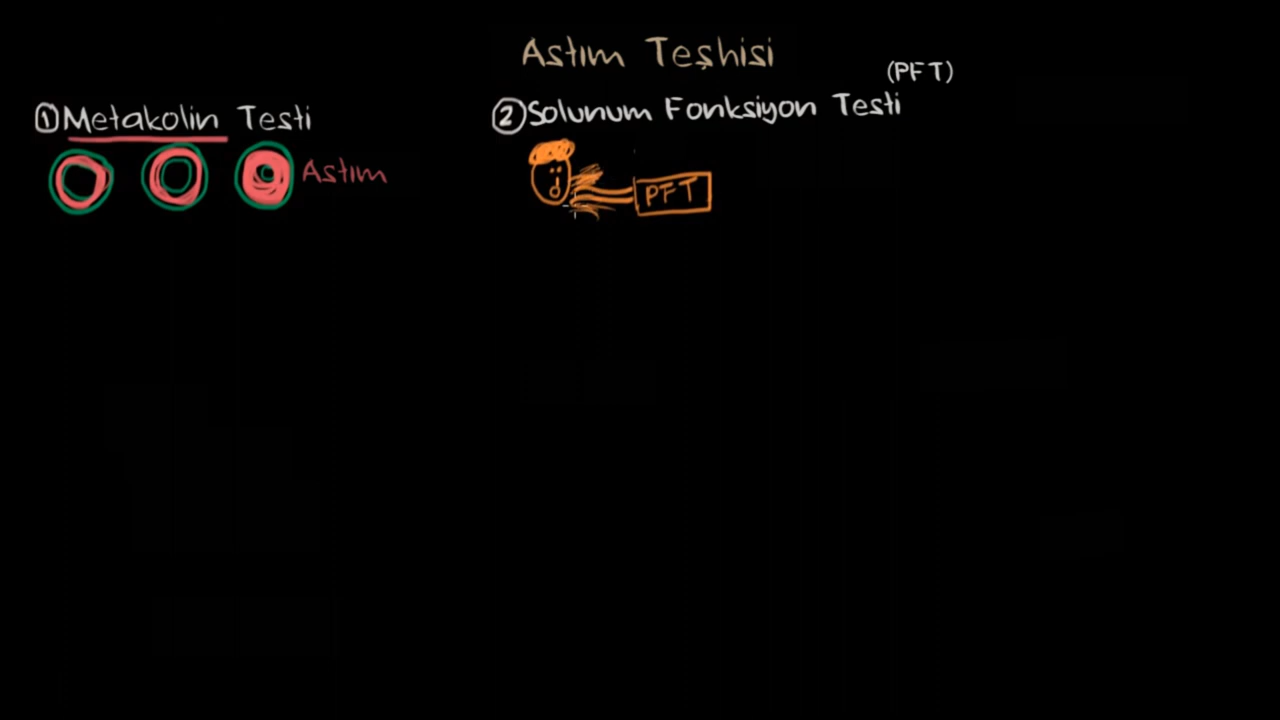 Astım Teşhisi
(PFT)
①Metakolin Testi
②Solunum Fonksiyon Testi
Astım
PFT